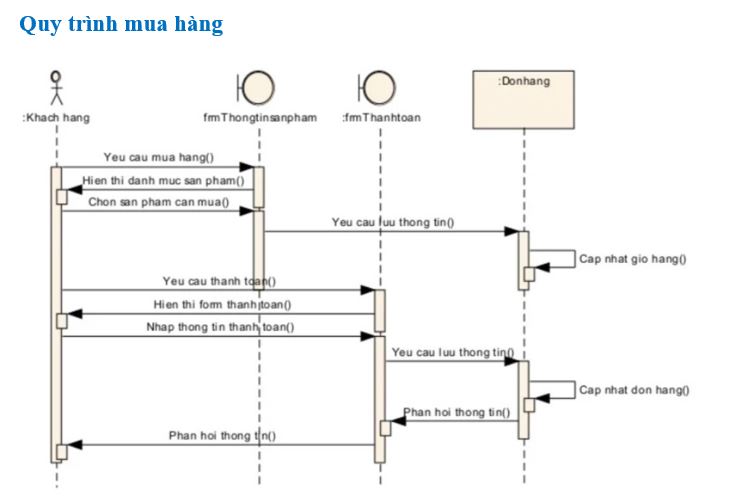 Quy trình mua hàng
:Khach hang
frmThongtinsanpham
:frmThanhtoan
:Donhang
Yeu cau mua hang()
Hien thi danh muc san pham()
Chon san pham can mua()
Yeu cau luu thong tin()
Cap nhat gio hang()
Yeu cau thanh toan()
Hien thi form thanh toan()
Nhap thong tin thanh toan()
Yeu cau luu thong tin()
Cap nhat don hang()
Phan hoi thong tin()
Phan hoi thong tin()